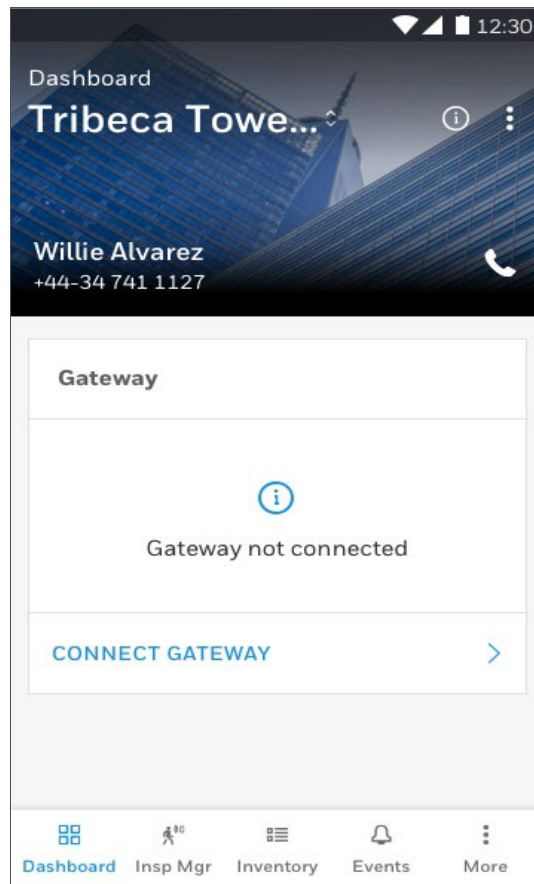 12:30
Dashboard
Tribeca Towe...
Willie Alvarez
+44-34 741 1127
Gateway
Gateway not connected
CONNECT GATEWAY
Dashboard Insp Mgr Inventory Events More